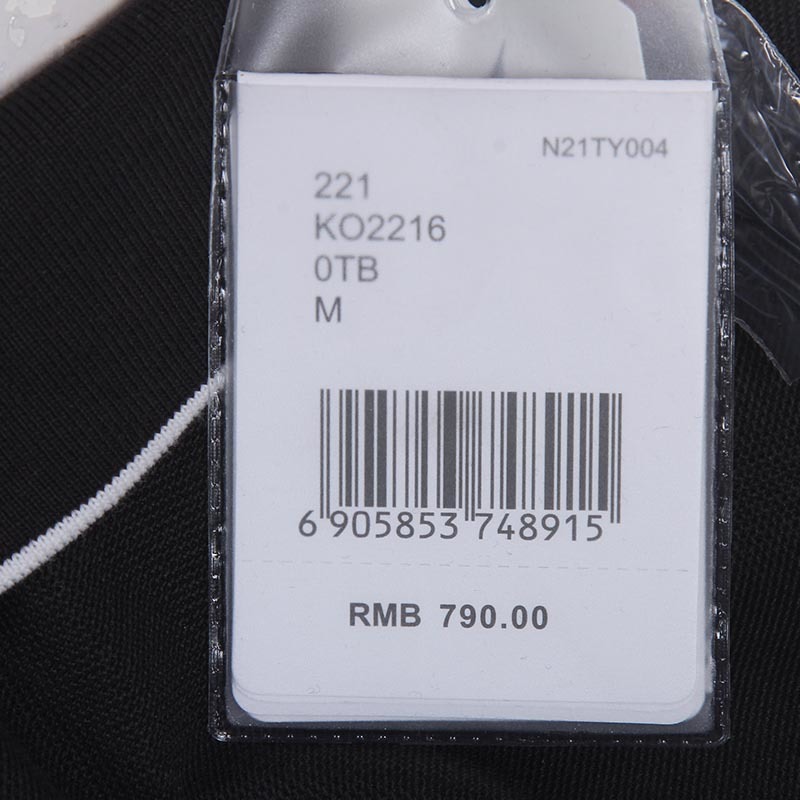 N21TY004
221
KO2216
0TB
M
6 905853 748915
RMB 790.00